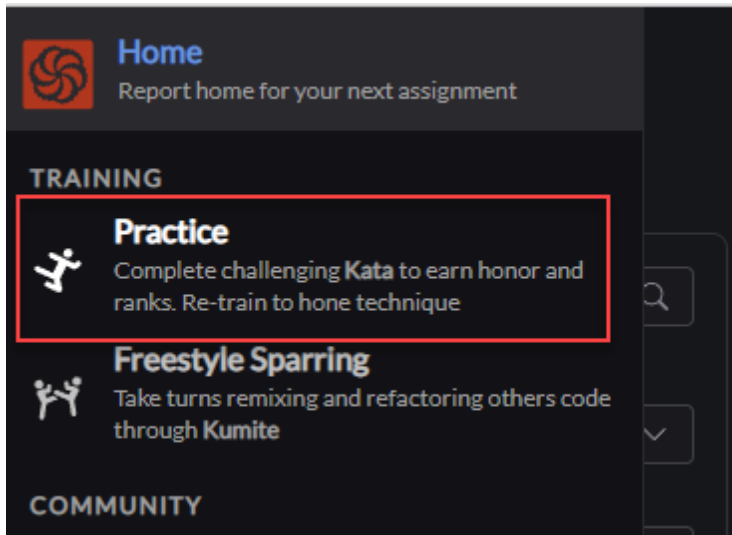 Home
Report home for your next assignment
TRAINING
Practice
Complete challenging Kata to earn honor and
ranks. Re-train to hone technique
Freestyle Sparring
Take turns remixing and refactoring others code
through Kumite
COMMUNITY